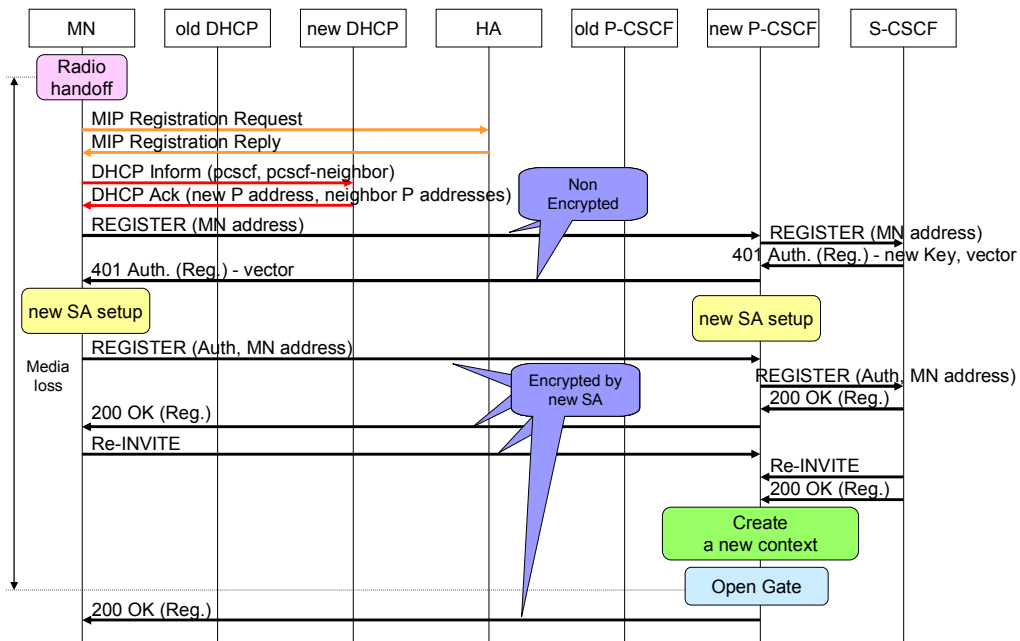 MN
old DHCP
new DHCP
HA
old P-CSCF
new P-CSCF
S-CSCF
Radio
handoff
MIP Registration Request
MIP Registration Reply
DHCP Inform (pcscf, pcscf-neighbor)
DHCP Ack (new P address, neighbor P addresses)
Non
Encrypted
REGISTER (MN address)
REGISTER (MN address)
401 Auth. (Reg.) - new Key, vector
401 Auth. (Reg.) - vector
new SA setup
new SA setup
REGISTER (Auth, MN address)
Media
loss
Encrypted by
new SA
REGISTER (Auth, MN address)
200 OK (Reg.)
200 OK (Reg.)
Re-INVITE
Re-INVITE
200 OK (Reg.)
Create
a new context
Open Gate
200 OK (Reg.)